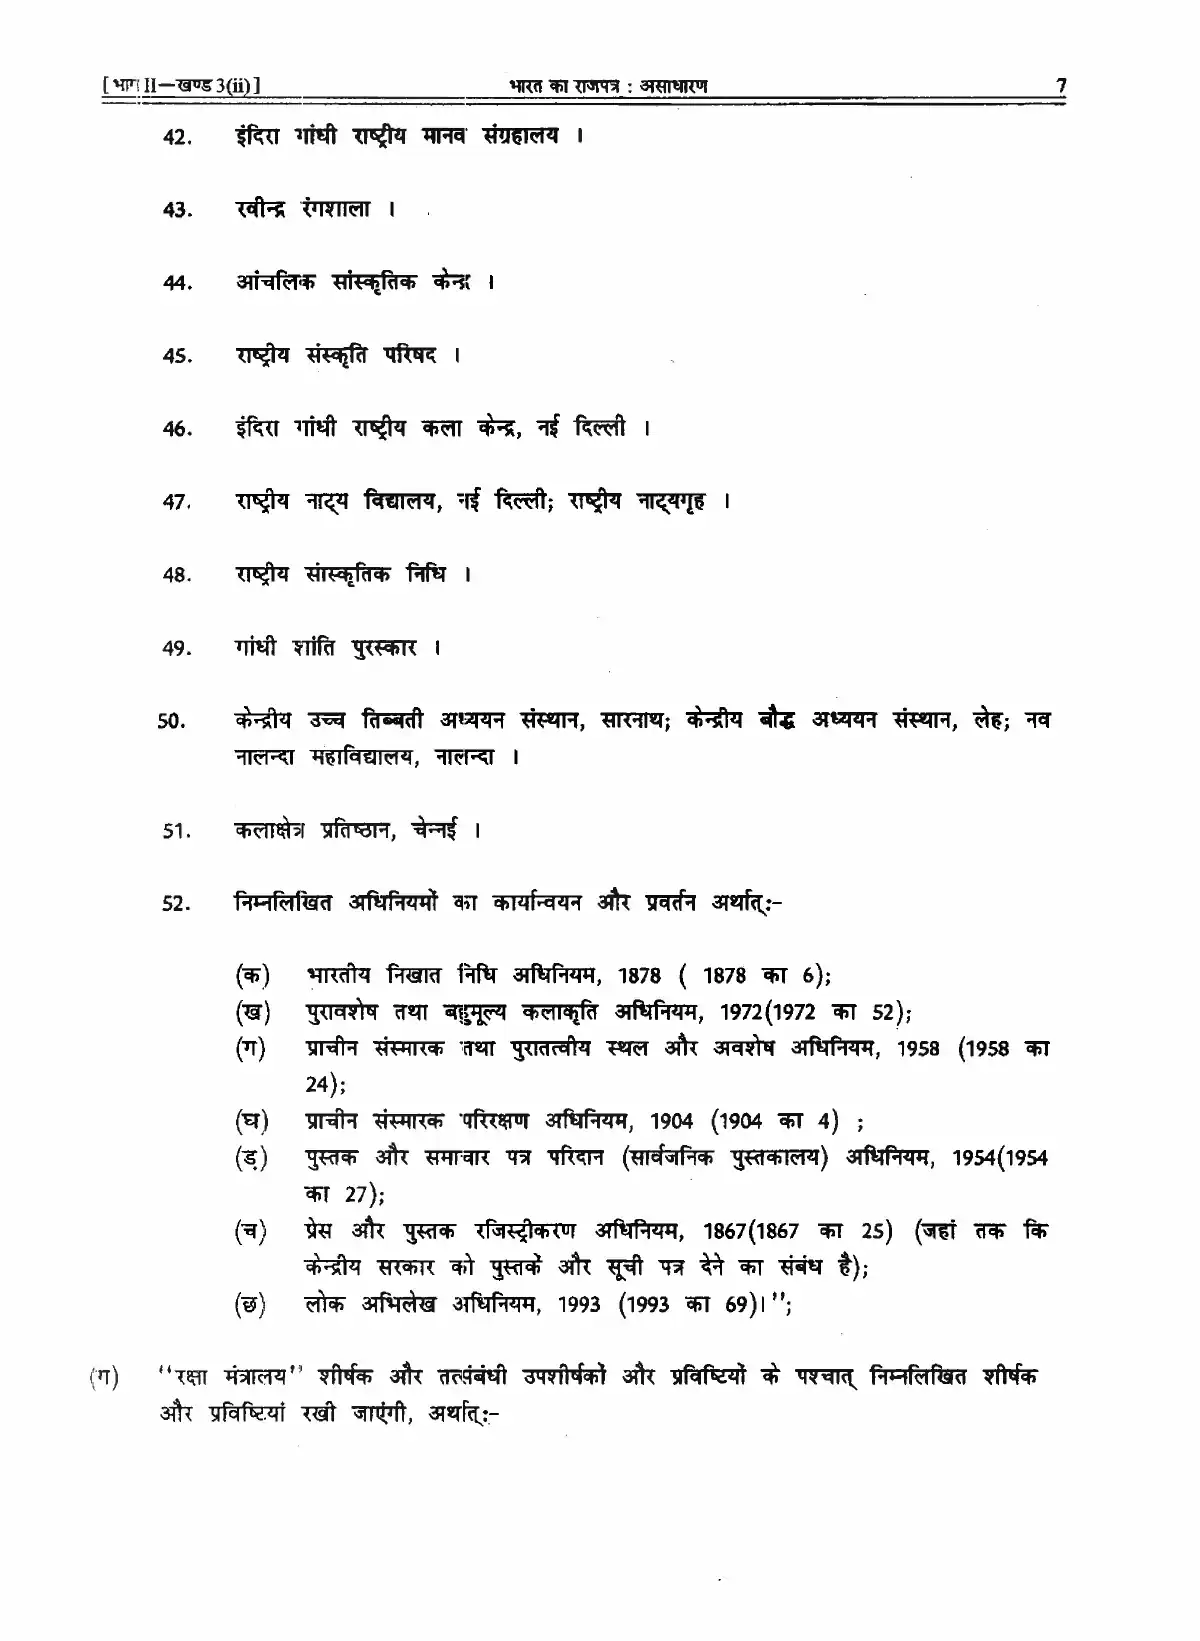 [ भाग II—खण्ड 3(ii) ] भारत का राजपत्र : असाधारण 7
42. इंदिरा गांधी राष्ट्रीय मानव संग्रहालय ।
43. रवीन्द्र रंगशाला ।
44. आंचलिक सांस्कृतिक केन्द्र ।
45. राष्ट्रीय संस्कृति परिषद ।
46. इंदिरा गांधी राष्ट्रीय कला केन्द्र, नई दिल्ली ।
47. राष्ट्रीय नाट्य विद्यालय, नई दिल्ली; राष्ट्रीय नाट्यगृह ।
48. राष्ट्रीय सांस्कृतिक निधि ।
49. गांधी शांति पुरस्कार ।
50. केन्द्रीय उच्च तिब्बती अध्ययन संस्थान, सारनाथ; केन्द्रीय बौद्ध अध्ययन संस्थान, लेह; नव
नालन्दा महाविद्यालय, नालन्दा ।
51. कलाक्षेत्र प्रतिष्ठान, चेन्नई ।
52. निम्नलिखित अधिनियमों का कार्यान्वयन और प्रवर्तन अर्थात्:-
(क) भारतीय निखात निधि अधिनियम, 1878 ( 1878 का 6);
(ख) पुरावशेष तथा बहुमूल्य कलाकृति अधिनियम, 1972(1972 का 52);
(ग) प्राचीन संस्मारक तथा पुरातत्वीय स्थल और अवशेष अधिनियम, 1958 (1958 का
24);
(घ) प्राचीन संस्मारक परिरक्षण अधिनियम, 1904 (1904 का 4) ;
(ड़) पुस्तक और समाचार पत्र परिदान (सार्वजनिक पुस्तकालय) अधिनियम, 1954(1954
का 27);
(च) प्रेस और पुस्तक रजिस्ट्रीकरण अधिनियम, 1867(1867 का 25) (जहां तक कि
केन्द्रीय सरकार को पुस्तकें और सूची पत्र देने का संबंध है);
(छ) लोक अभिलेख अधिनियम, 1993 (1993 का 69)।";
(ग) "रक्षा मंत्रालय" शीर्षक और तत्संबंधी उपशीर्षकों और प्रविष्टियों के पश्चात् निम्नलिखित शीर्षक
और प्रविष्टियां रखी जाएंगी, अर्थात्:-